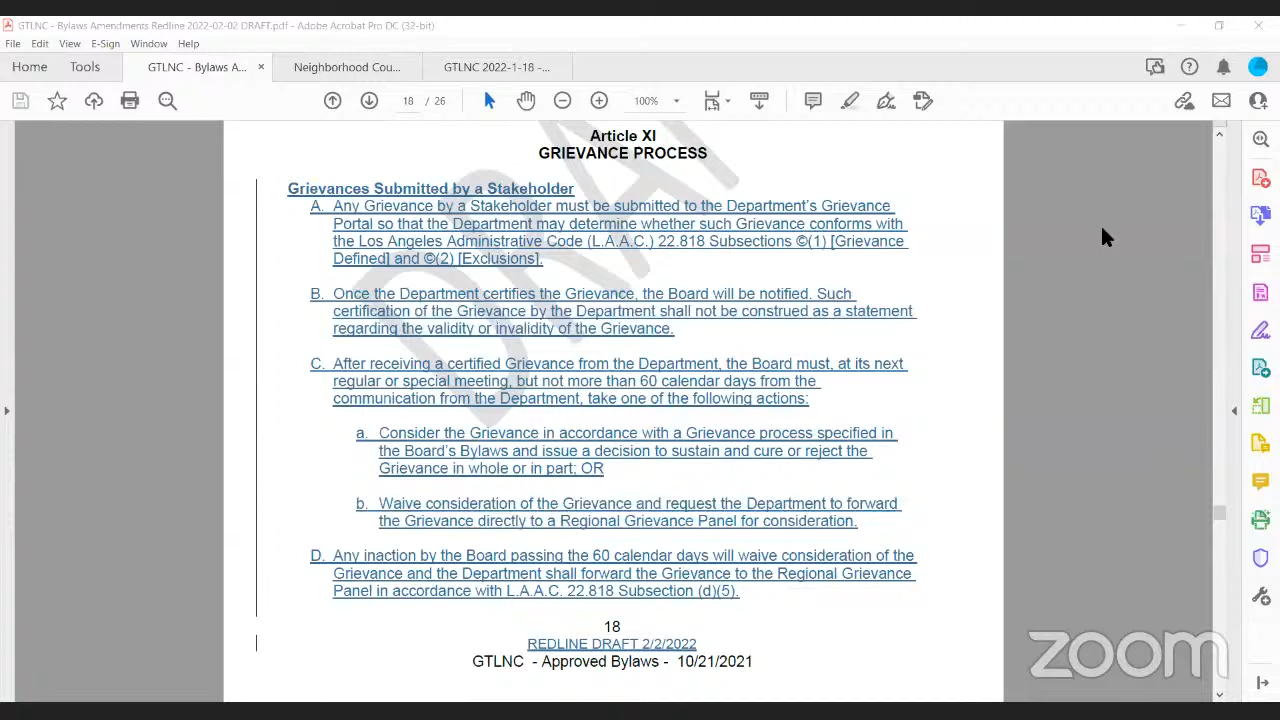 GTLNC - Bylaws Amendments Redline 2022-02-02 DRAFT.pdf - Adobe Acrobat Pro DC (32-bit)
File Edit View E-Sign Window Help
Home Tools GTLNC - Bylaws A... × Neighborhood Cou... GTLNC 2022-1-18 -...
18 / 26 100%
DRAF
Article XI
GRIEVANCE PROCESS
Grievances Submitted by a Stakeholder
A. Any Grievance by a Stakeholder must be submitted to the Department's Grievance
Portal so that the Department may determine whether such Grievance conforms with
the Los Angeles Administrative Code (L.A.A.C.) 22.818 Subsections ©(1) [Grievance
Defined] and ©(2) [Exclusions].
B. Once the Department certifies the Grievance, the Board will be notified. Such
certification of the Grievance by the Department shall not be construed as a statement
regarding the validity or invalidity of the Grievance.
C. After receiving a certified Grievance from the Department, the Board must, at its next
regular or special meeting, but not more than 60 calendar days from the
communication from the Department, take one of the following actions:
a. Consider the Grievance in accordance with a Grievance process specified in
the Board's Bylaws and issue a decision to sustain and cure or reject the
Grievance in whole or in part; OR
b. Waive consideration of the Grievance and request the Department to forward
the Grievance directly to a Regional Grievance Panel for consideration.
D. Any inaction by the Board passing the 60 calendar days will waive consideration of the
Grievance and the Department shall forward the Grievance to the Regional Grievance
Panel in accordance with L.A.A.C. 22.818 Subsection (d)(5).
18
REDLINE DRAFT 2/2/2022
GTLNC - Approved Bylaws - 10/21/2021
zoom